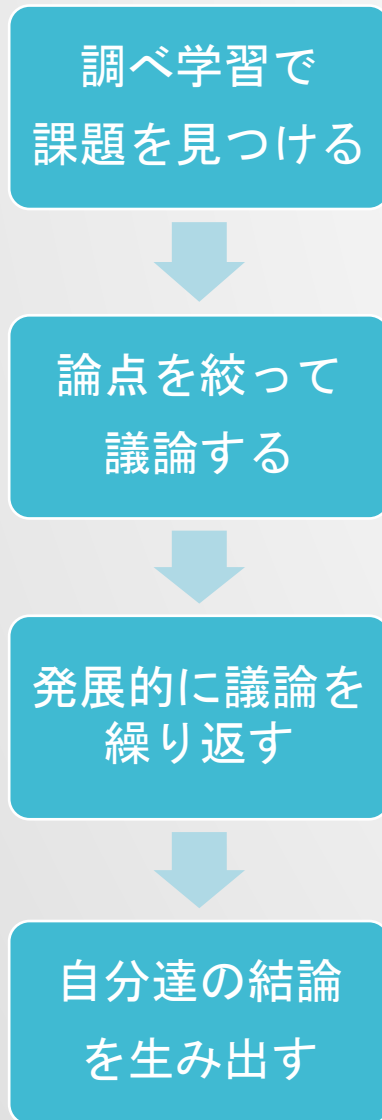 調べ学習で
課題を見つける
論点を絞って
議論する
発展的に議論を
繰り返す
自分達の結論
を生み出す